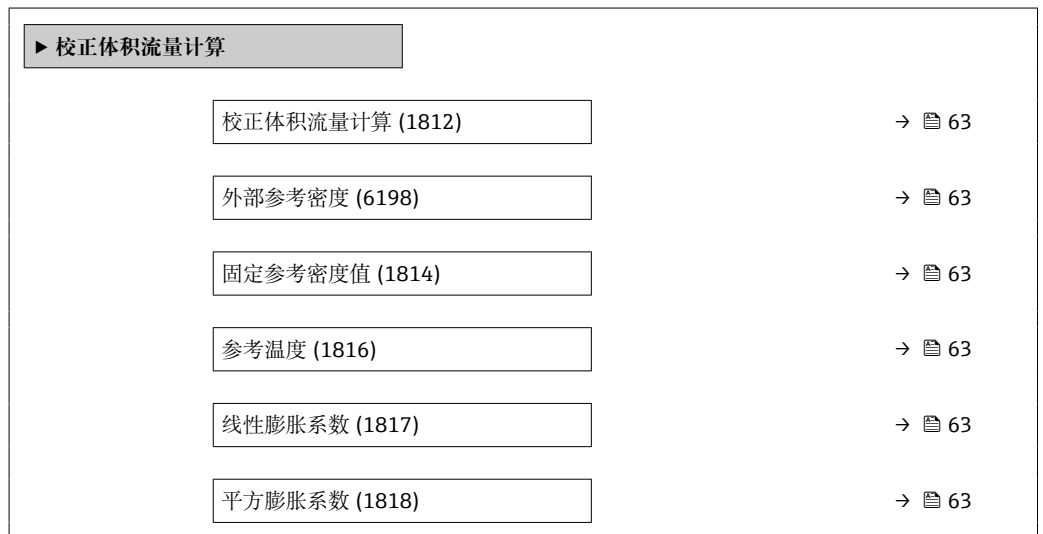 ▶ 校正体积流量计算
校正体积流量计算 (1812) → 63
外部参考密度 (6198) → 63
固定参考密度值 (1814) → 63
参考温度 (1816) → 63
线性膨胀系数 (1817) → 63
平方膨胀系数 (1818) → 63